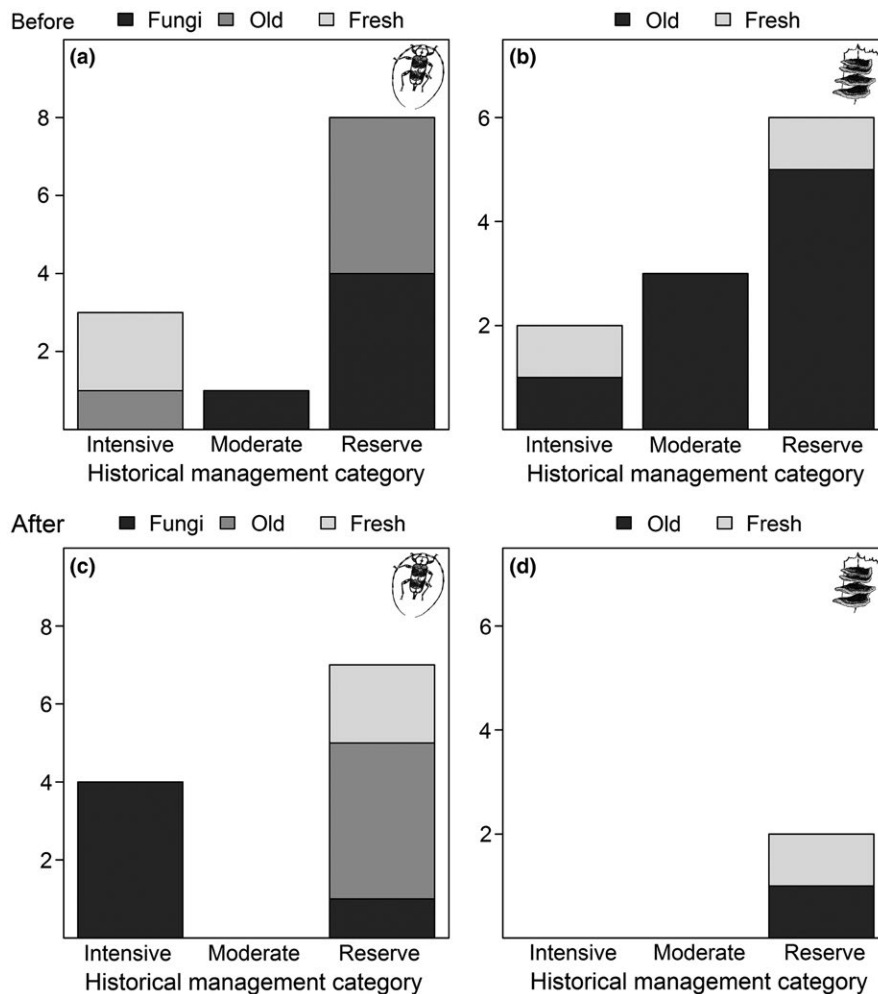 Before
Fungi Old Fresh
Old Fresh
(a)
8
6
4
2
Intensive Moderate Reserve
Historical management category
(b)
6
4
2
Intensive Moderate Reserve
Historical management category
After
Fungi Old Fresh
Old Fresh
(c)
8
6
4
2
Intensive Moderate Reserve
Historical management category
(d)
6
4
2
Intensive Moderate Reserve
Historical management category